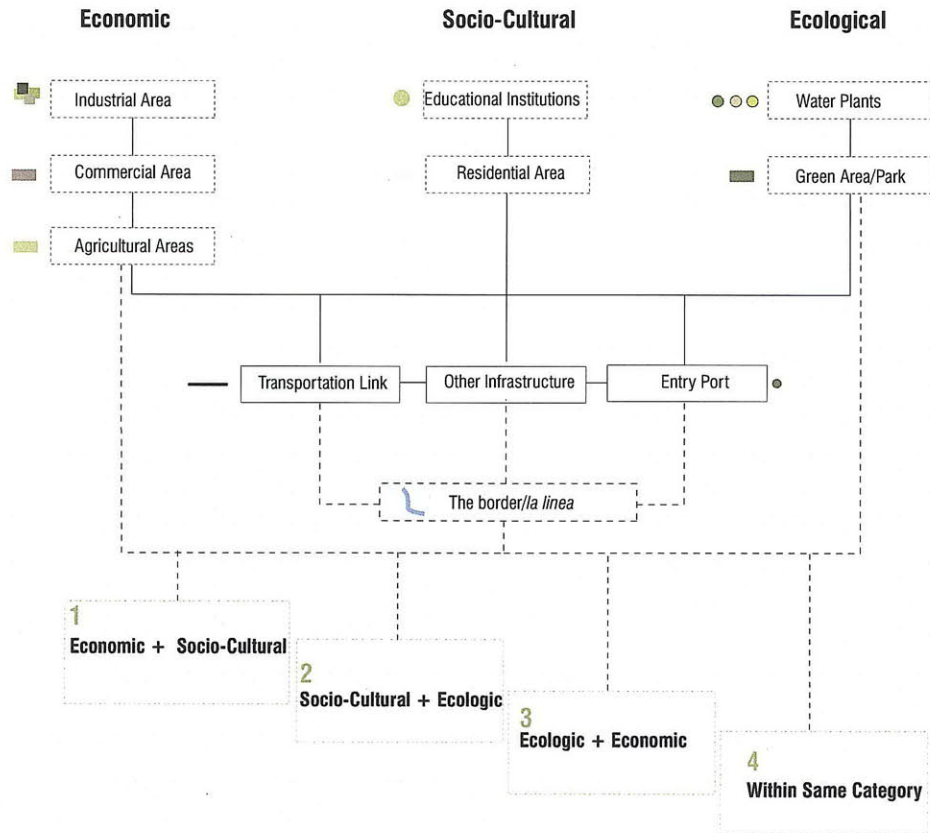 Economic
Socio-Cultural
Ecological
Industrial Area
Educational Institutions
Water Plants
Commercial Area
Residential Area
Green Area/Park
Agricultural Areas
Transportation Link
Other Infrastructure
Entry Port
The border/la linea
1
Economic + Socio-Cultural
2
Socio-Cultural + Ecologic
3
Ecologic + Economic
4
Within Same Category